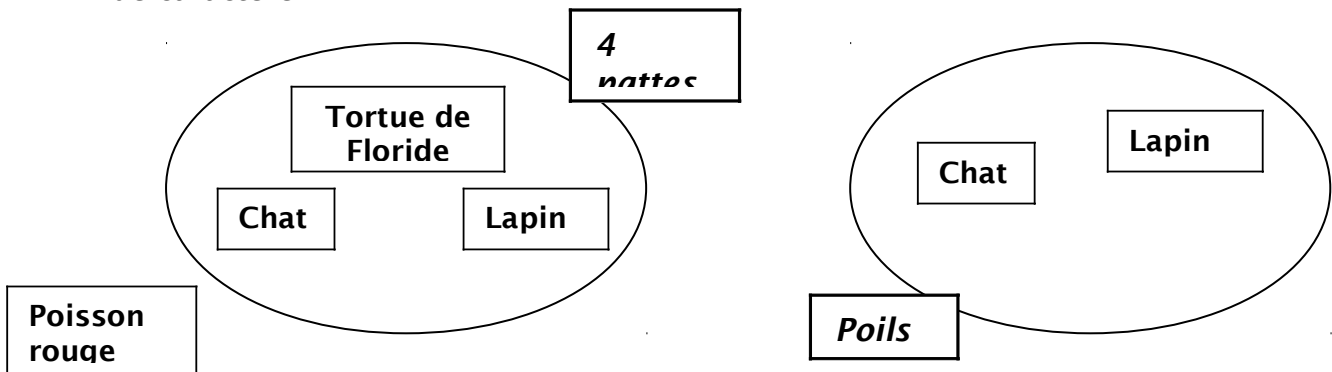 4
pattes
Tortue de
Floride
Chat
Lapin
Poisson
rouge
Lapin
Chat
Poils